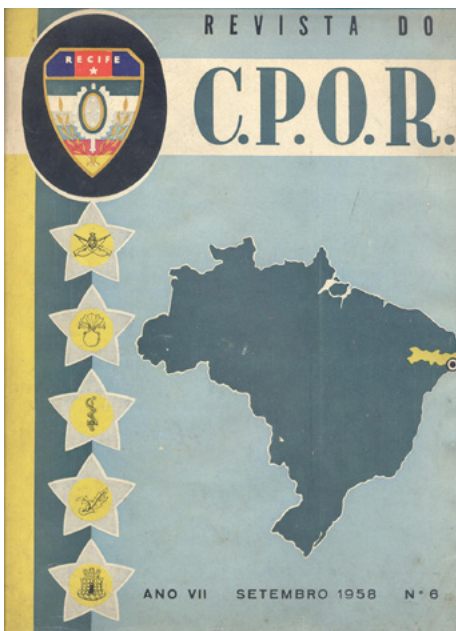 REVISTA DO
RECIFE
C.P.O.R.
ANO VII SETEMBRO 1958 Nº 6